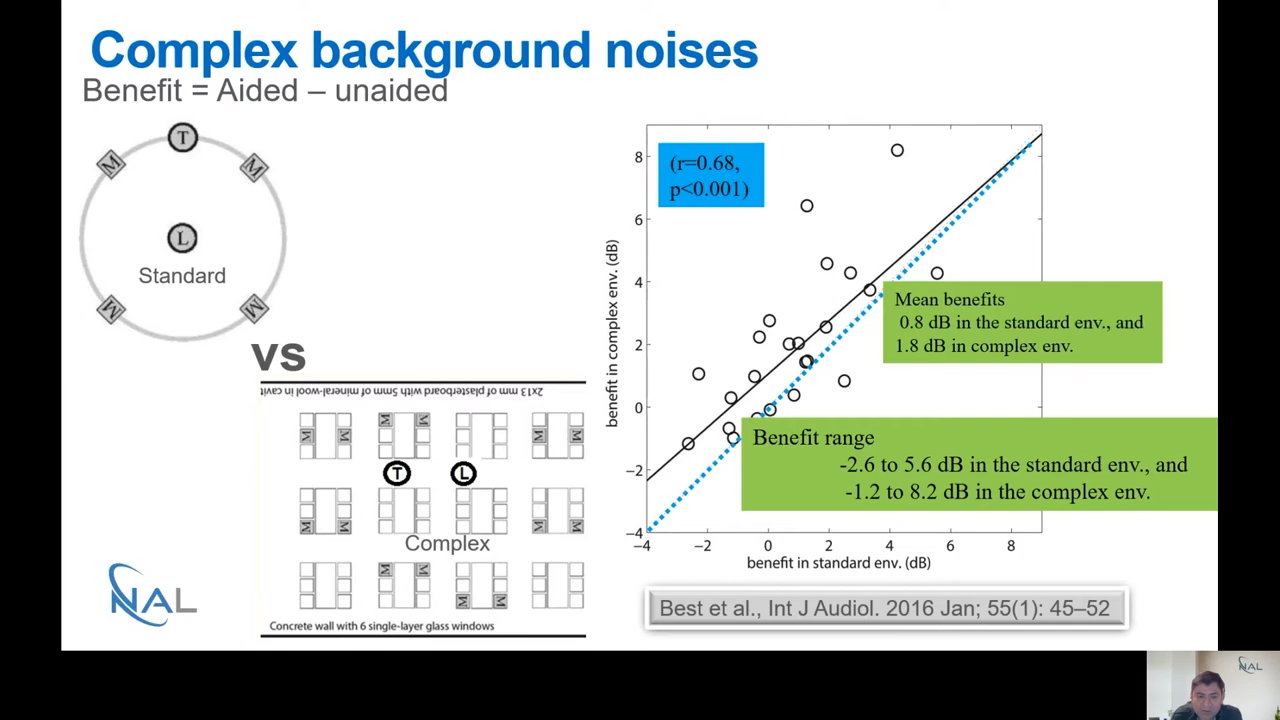 Complex background noises
Benefit = Aided – unaided
T
M
M
L
Standard
M
M
vs
2x13 mm of plasterboard with 5mm of mineral-wool in cavit
M
M
M
M
M
M
T
L
M
M
M
M
Complex
M
M
M
M
Concrete wall with 6 single-layer glass windows
NAL
(r=0.68,
p<0.001)
8
6
4
2
0
−2
−4
benefit in complex env. (dB)
−4
−2
0
2
4
6
8
benefit in standard env. (dB)
Mean benefits
0.8 dB in the standard env., and
1.8 dB in complex env.
Benefit range
-2.6 to 5.6 dB in the standard env., and
-1.2 to 8.2 dB in the complex env.
Best et al., Int J Audiol. 2016 Jan; 55(1): 45–52
NAL